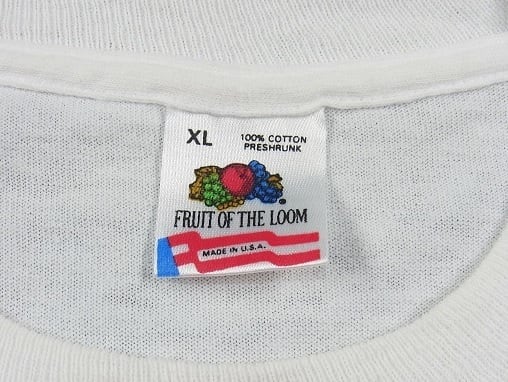 XL
100% COTTON
PRESHRUNK
FRUIT OF THE LOOM
MADE IN U.S.A.